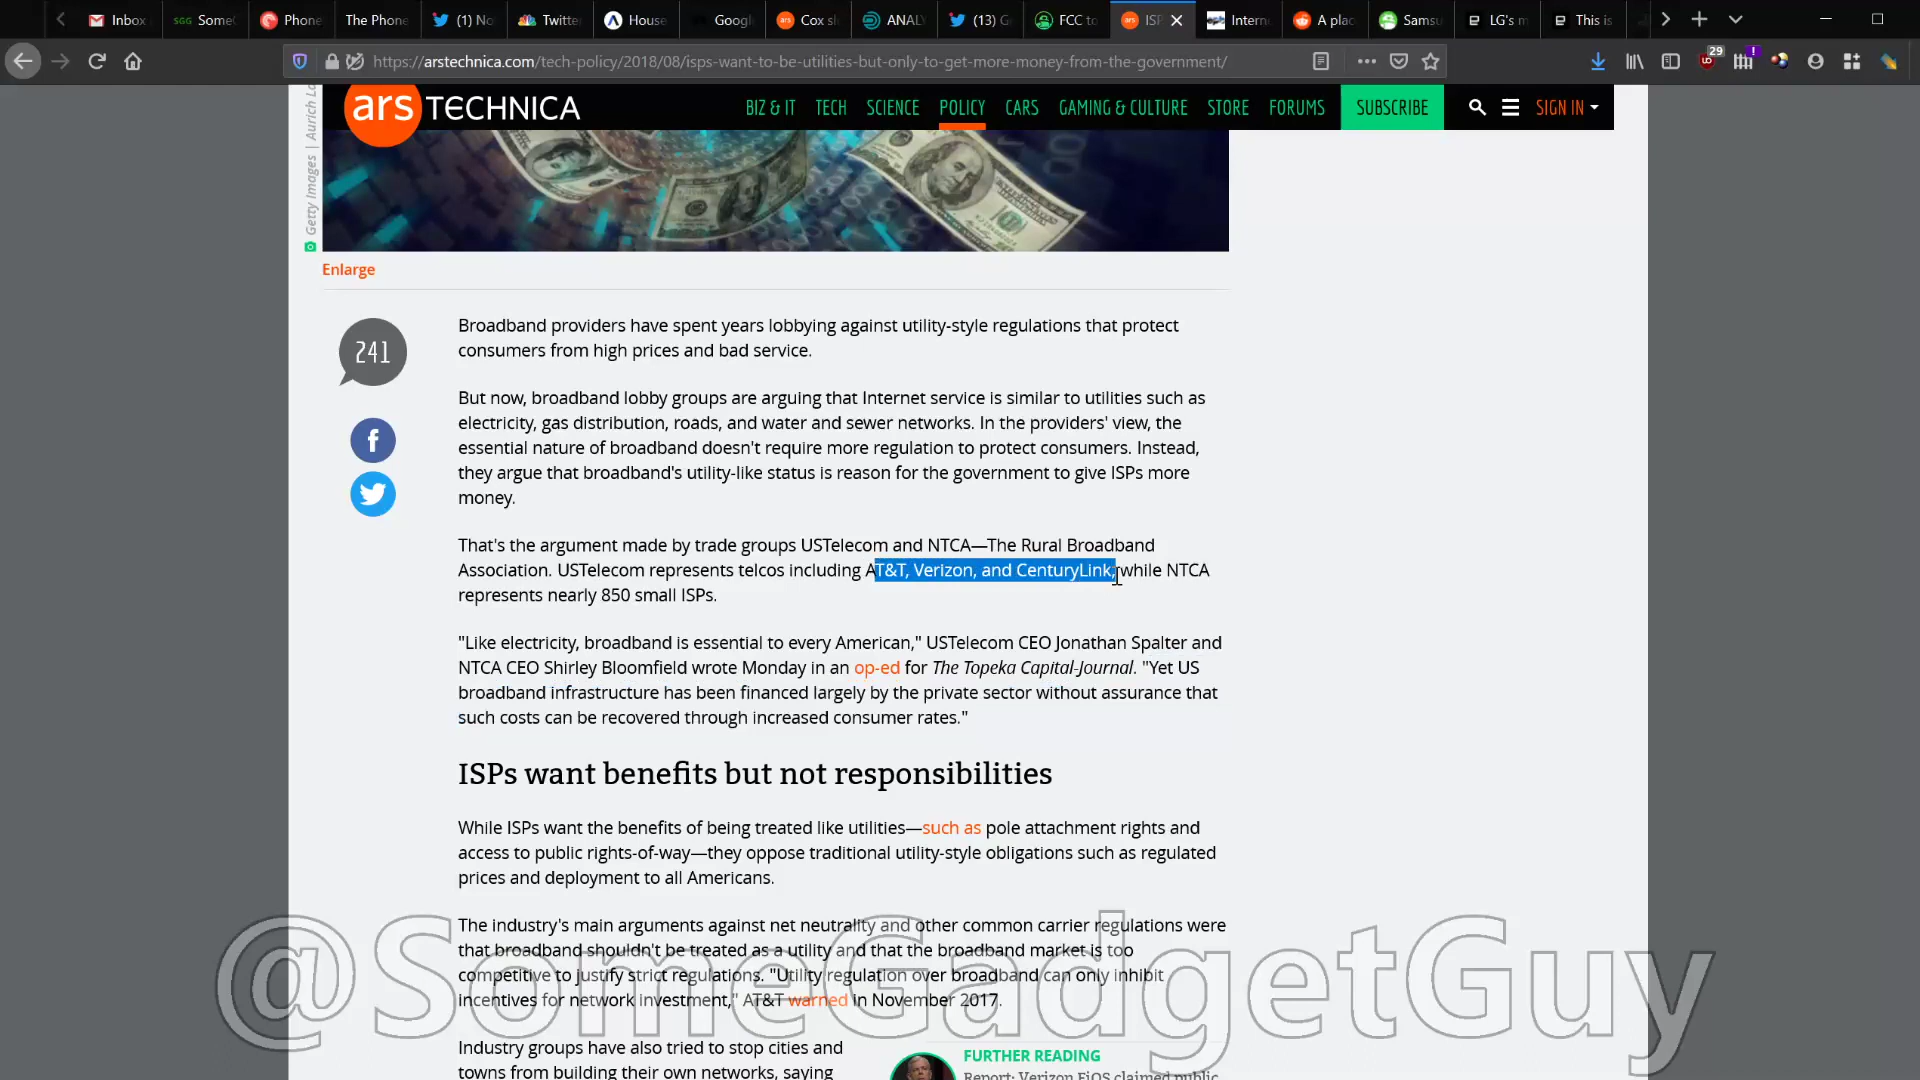 Inbox
SGG SomeG
Phone
The Phone
(1) No
Twitte
House
Googl
ars Cox sl
ANALY
(13) G
FCC to
ars ISP
Intern
A plac
Samsu
LG's m
This is
https://arstechnica.com/tech-policy/2018/08/isps-want-to-be-utilities-but-only-to-get-more-money-from-the-government/
29
!
ars TECHNICA
BIZ & IT
TECH
SCIENCE
POLICY
CARS
GAMING & CULTURE
STORE
FORUMS
SUBSCRIBE
SIGN IN
Getty Images | Aurich La
Enlarge
241
Broadband providers have spent years lobbying against utility-style regulations that protect
consumers from high prices and bad service.
But now, broadband lobby groups are arguing that Internet service is similar to utilities such as
electricity, gas distribution, roads, and water and sewer networks. In the providers' view, the
essential nature of broadband doesn't require more regulation to protect consumers. Instead,
they argue that broadband's utility-like status is reason for the government to give ISPs more
money.
That's the argument made by trade groups USTelecom and NTCA—The Rural Broadband
Association. USTelecom represents telcos including AT&T, Verizon, and CenturyLink; while NTCA
represents nearly 850 small ISPs.
"Like electricity, broadband is essential to every American," USTelecom CEO Jonathan Spalter and
NTCA CEO Shirley Bloomfield wrote Monday in an op-ed for The Topeka Capital-Journal. "Yet US
broadband infrastructure has been financed largely by the private sector without assurance that
such costs can be recovered through increased consumer rates."
ISPs want benefits but not responsibilities
While ISPs want the benefits of being treated like utilities—such as pole attachment rights and
access to public rights-of-way—they oppose traditional utility-style obligations such as regulated
prices and deployment to all Americans.
The industry's main arguments against net neutrality and other common carrier regulations were
that broadband shouldn't be treated as a utility and that the broadband market is too
competitive to justify strict regulations. "Utility regulation over broadband can only inhibit
incentives for network investment," AT&T warned in November 2017.
@SomeGadgetGuy
Industry groups have also tried to stop cities and
towns from building their own networks, saying
FURTHER READING
Report: Verizon FiOS claimed public